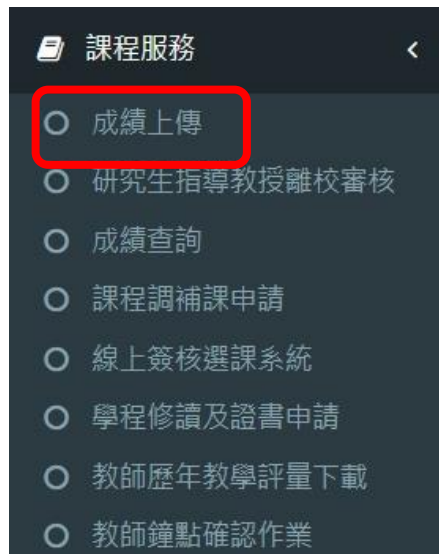 課程服務
成績上傳
研究生指導教授離校審核
成績查詢
課程調補課申請
線上簽核選課系統
學程修讀及證書申請
教師歷年教學評量下載
教師鐘點確認作業